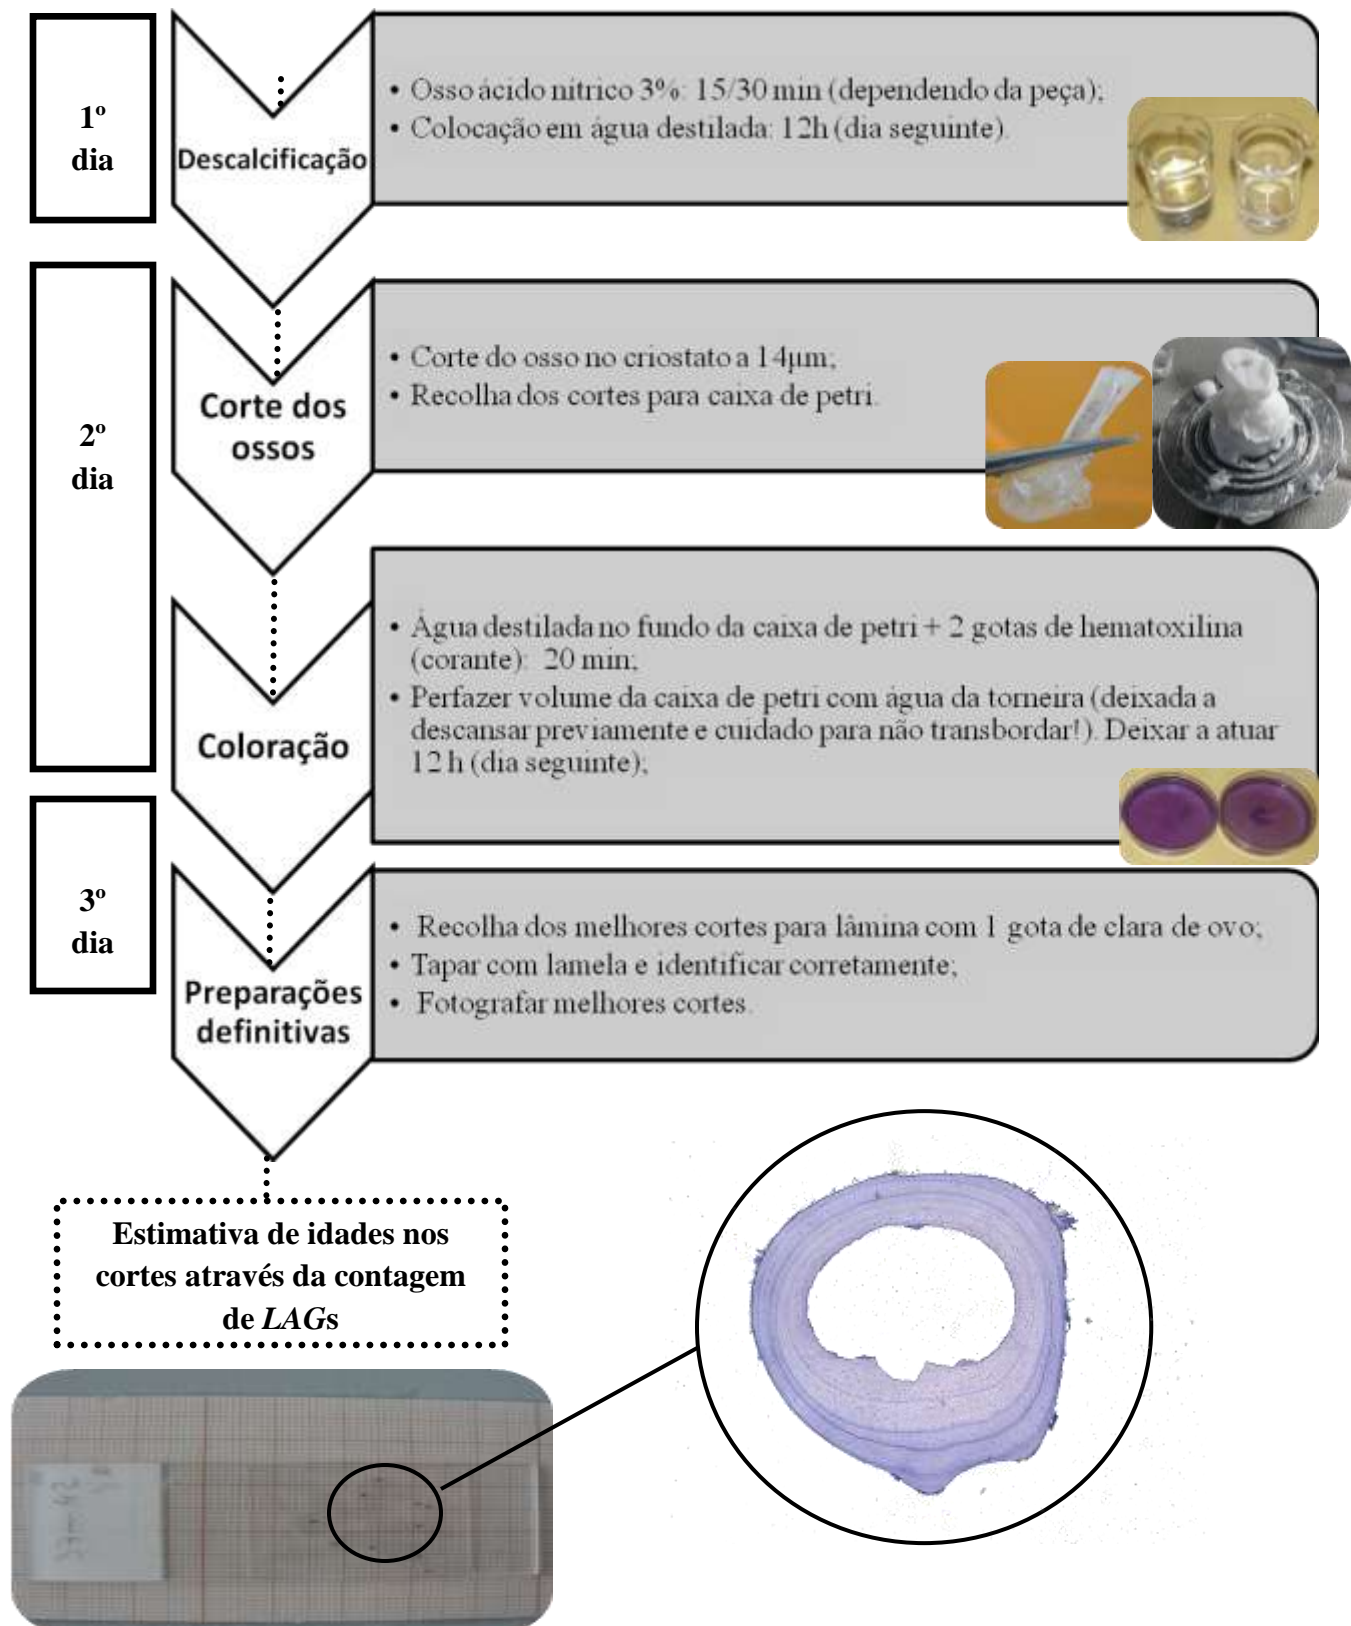 1º
dia
Descalcificação
• Osso ácido nítrico 3%: 15/30 min (dependendo da peça);
• Colocação em água destilada: 12h (dia seguinte).
2º
dia
Corte dos
ossos
• Corte do osso no criostato a 14µm;
• Recolha dos cortes para caixa de petri.
Coloração
• Água destilada no fundo da caixa de petri + 2 gotas de hematoxilina
(corante): 20 min;
• Perfazer volume da caixa de petri com água da torneira (deixada a
descansar previamente e cuidado para não transbordar!). Deixar a atuar
12 h (dia seguinte);
3º
dia
Preparações
definitivas
• Recolha dos melhores cortes para lâmina com 1 gota de clara de ovo;
• Tapar com lamela e identificar corretamente;
• Fotografar melhores cortes.
Estimativa de idades nos
cortes através da contagem
de LAGs